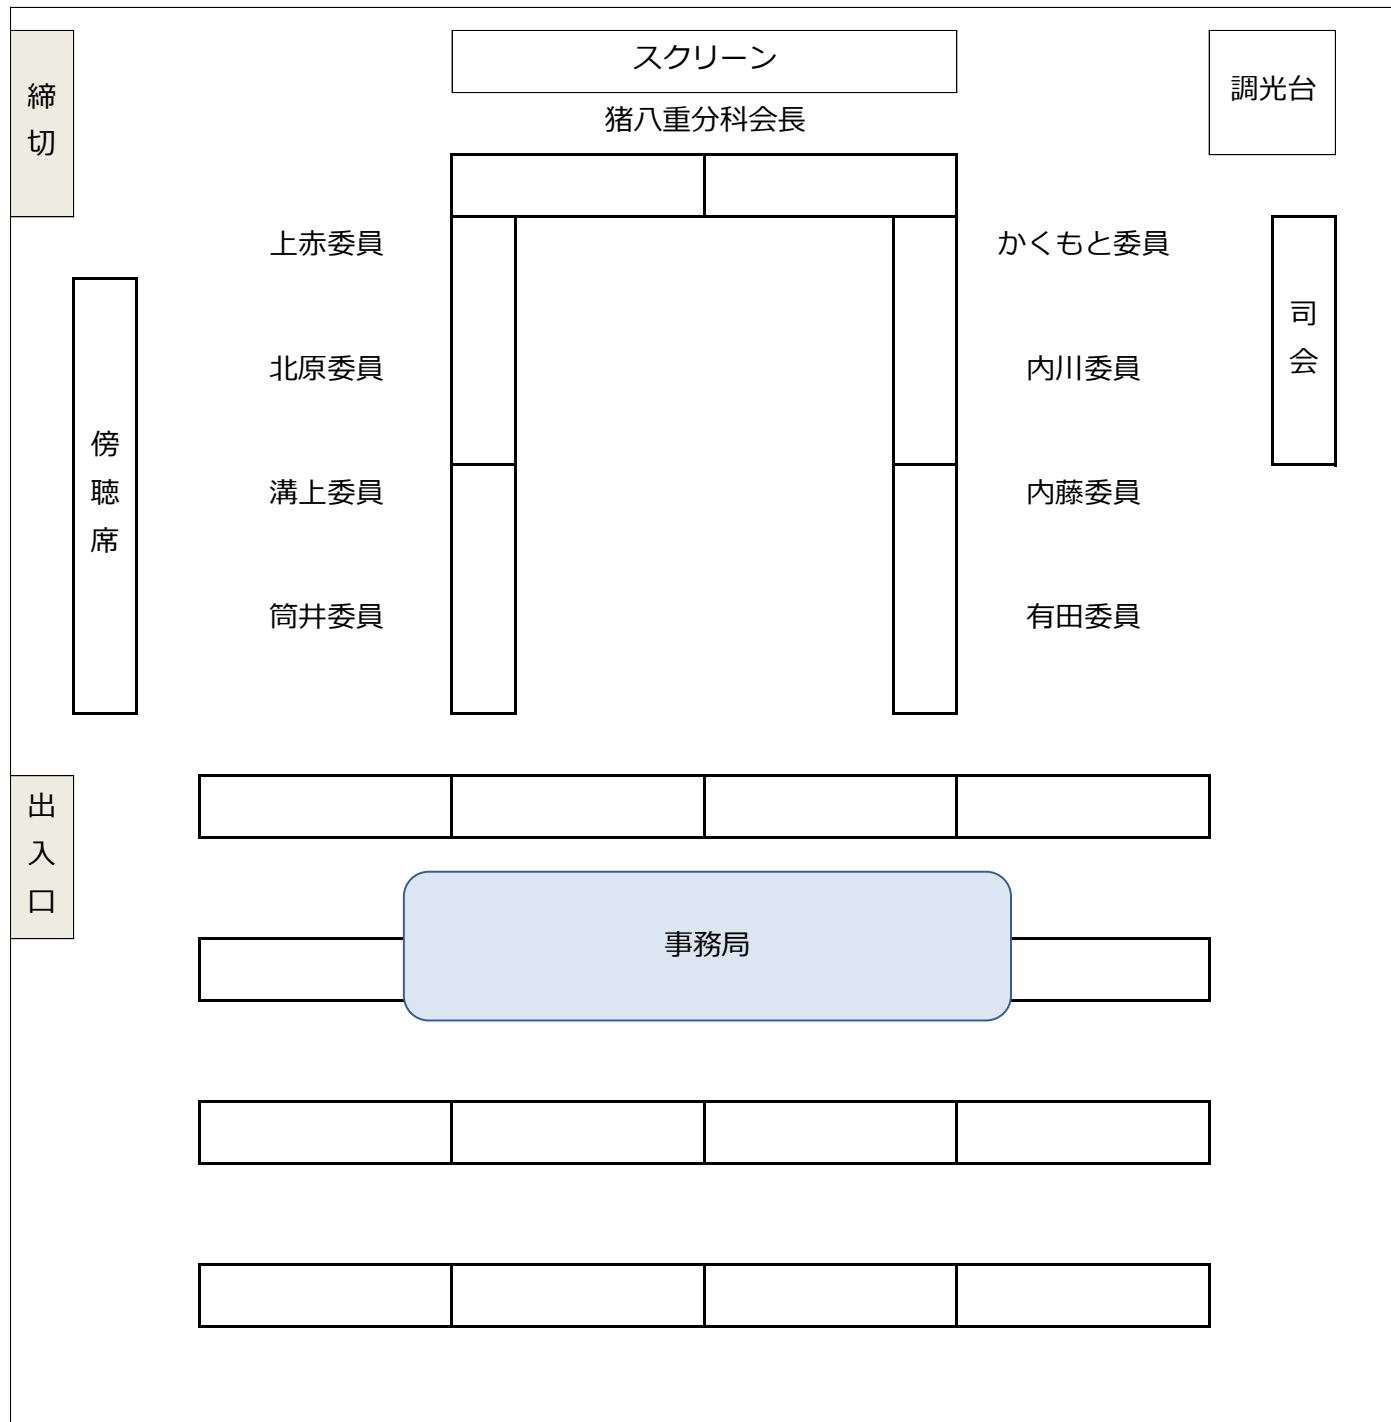 スクリーン
調光台
締切
猪八重分科会長
上赤委員
かくもと委員
司会
北原委員
内川委員
傍聴席
溝上委員
内藤委員
筒井委員
有田委員
出入口
事務局